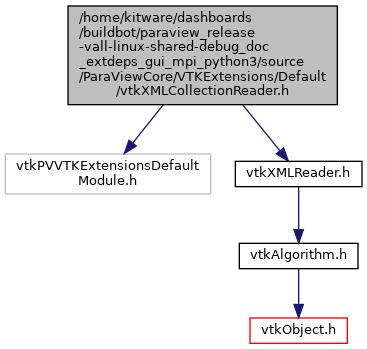 /home/kitware/dashboards
/buildbot/paraview_release
-vall-linux-shared-debug_doc
_extdeps_gui_mpi_python3/source
/ParaViewCore/VTKExtensions/Default
/vtkXMLCollectionReader.h
vtkPVVTKExtensionsDefault
Module.h
vtkXMLReader.h
vtkAlgorithm.h
vtkObject.h